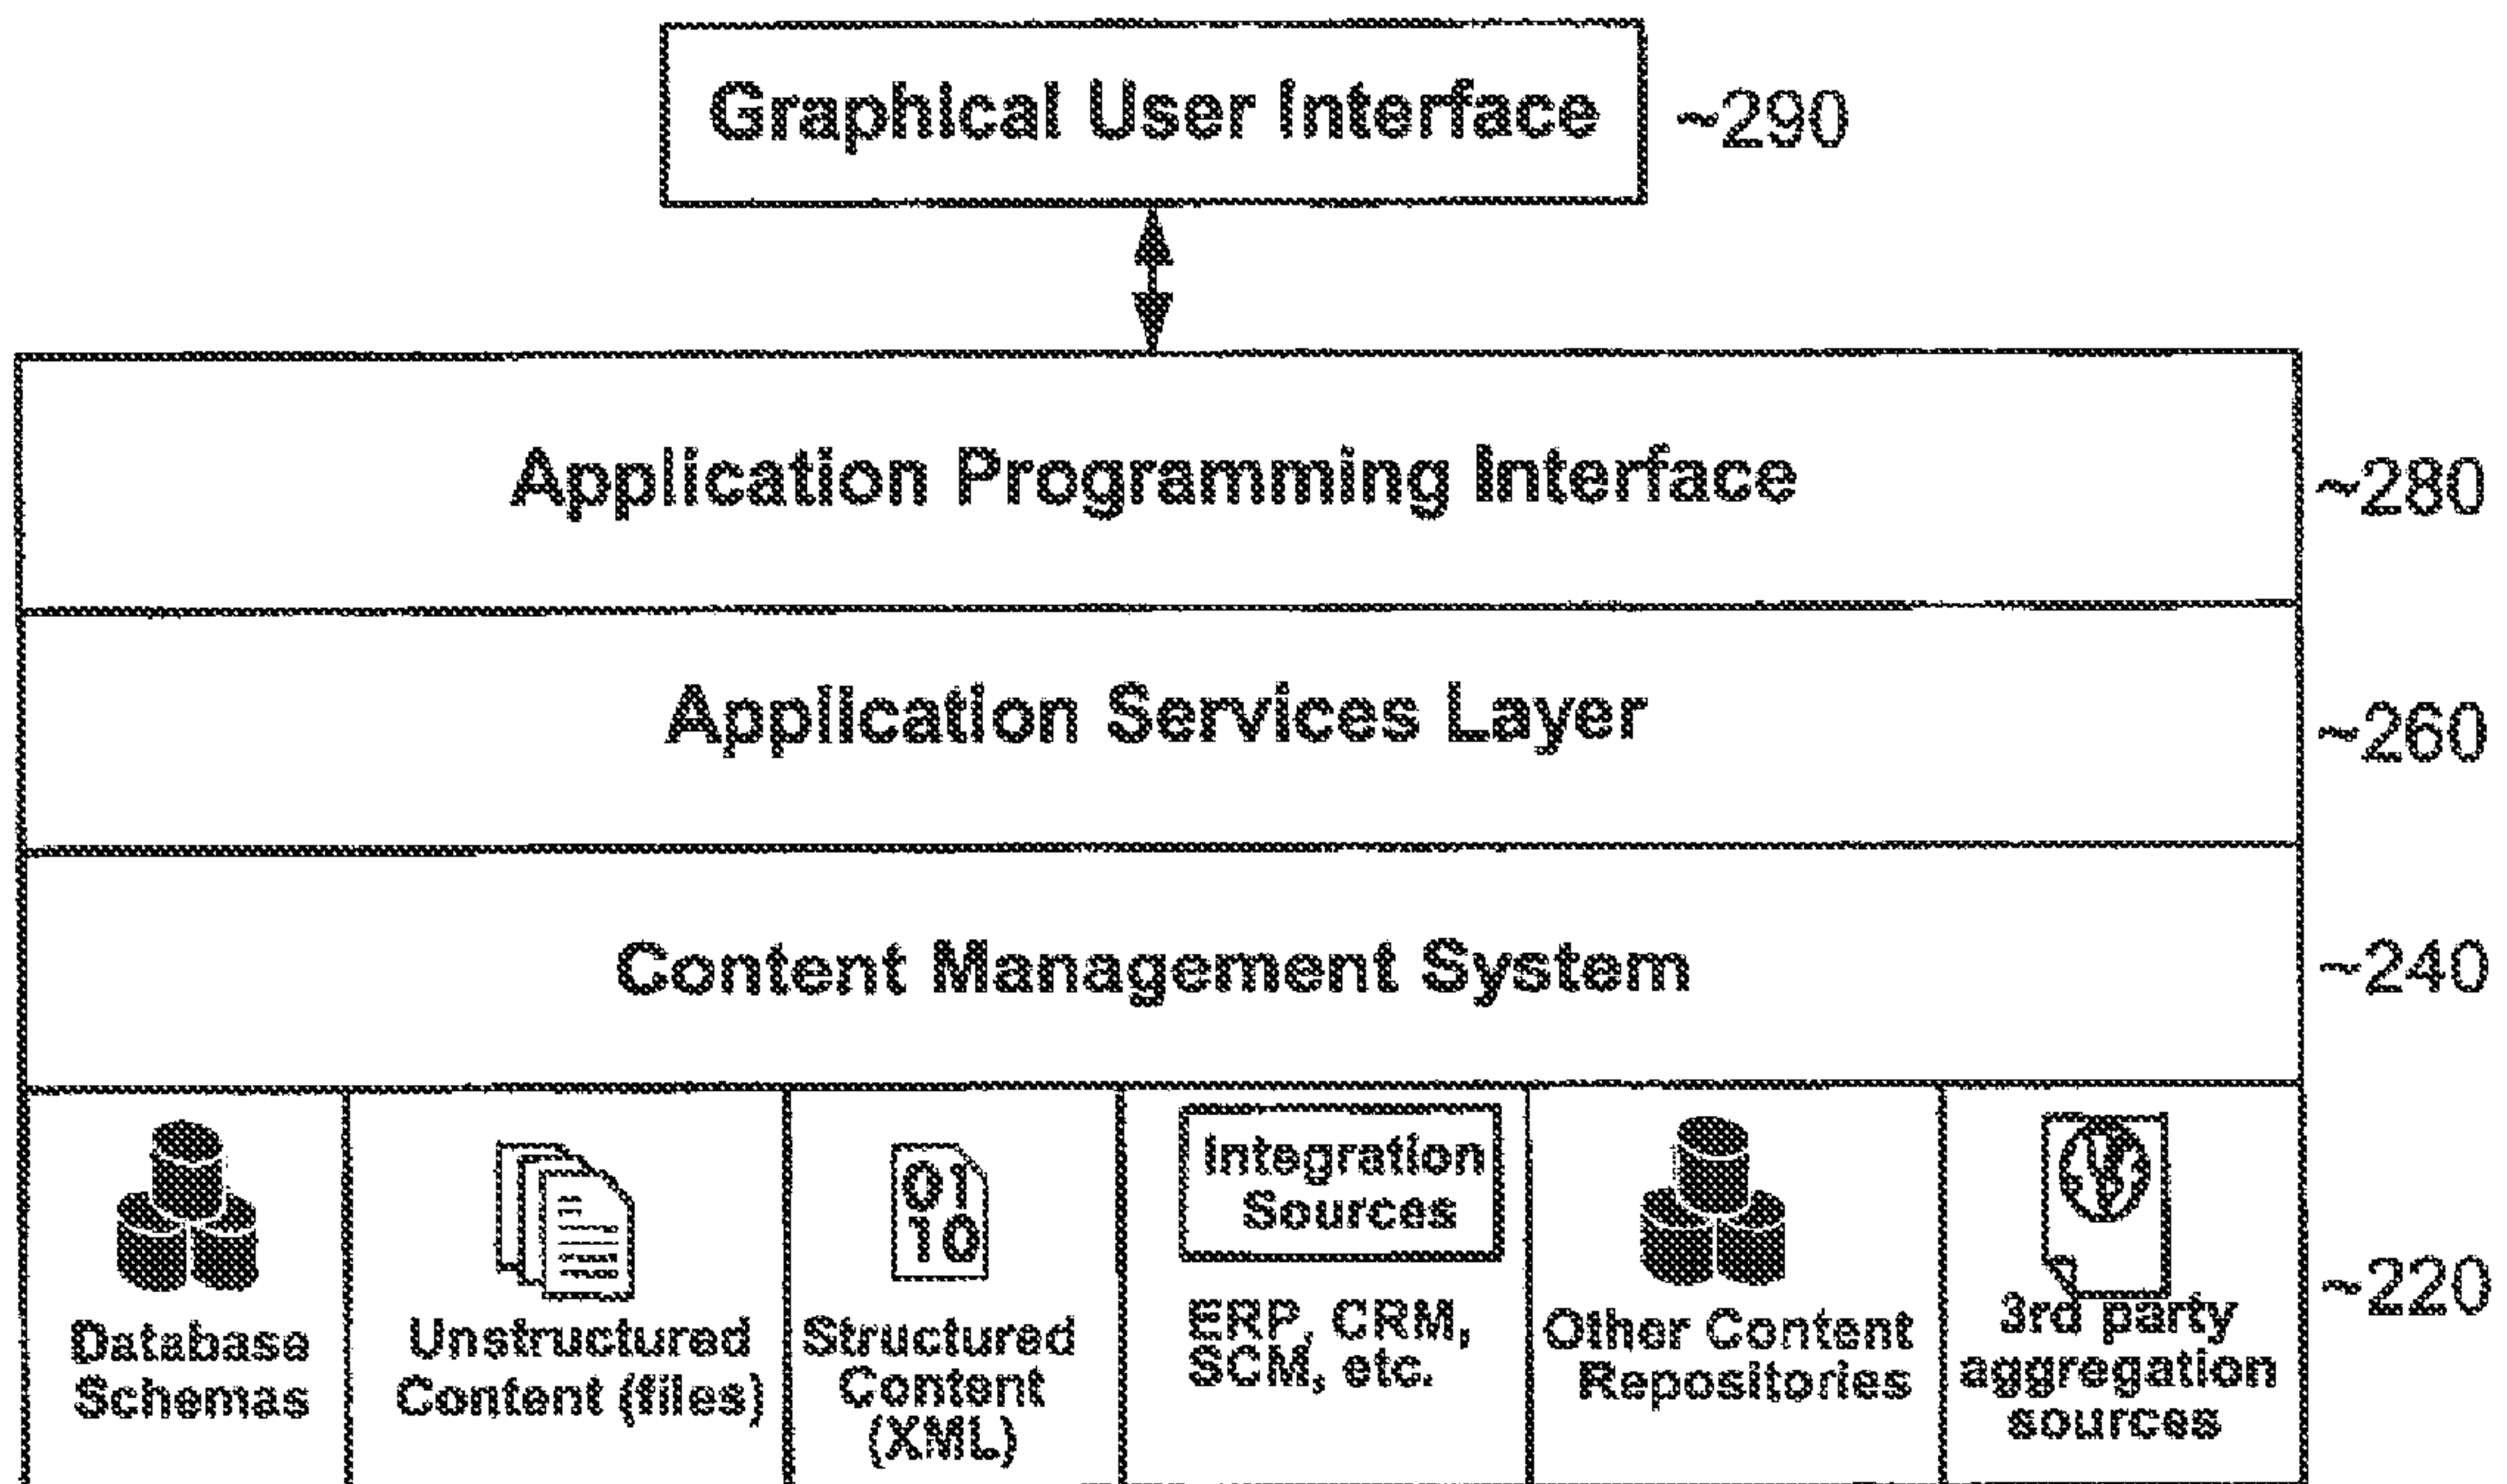 Graphical User Interface ~290
Application Programming Interface ~280
Application Services Layer ~260
Content Management System ~240
01
10
Integration
Sources
Database
Schemas
Unstructured
Content (files)
Structured
Content
(XML)
ERP, CRM,
SCM, etc.
Other Content
Repositories
3rd party
aggregation
sources
~220